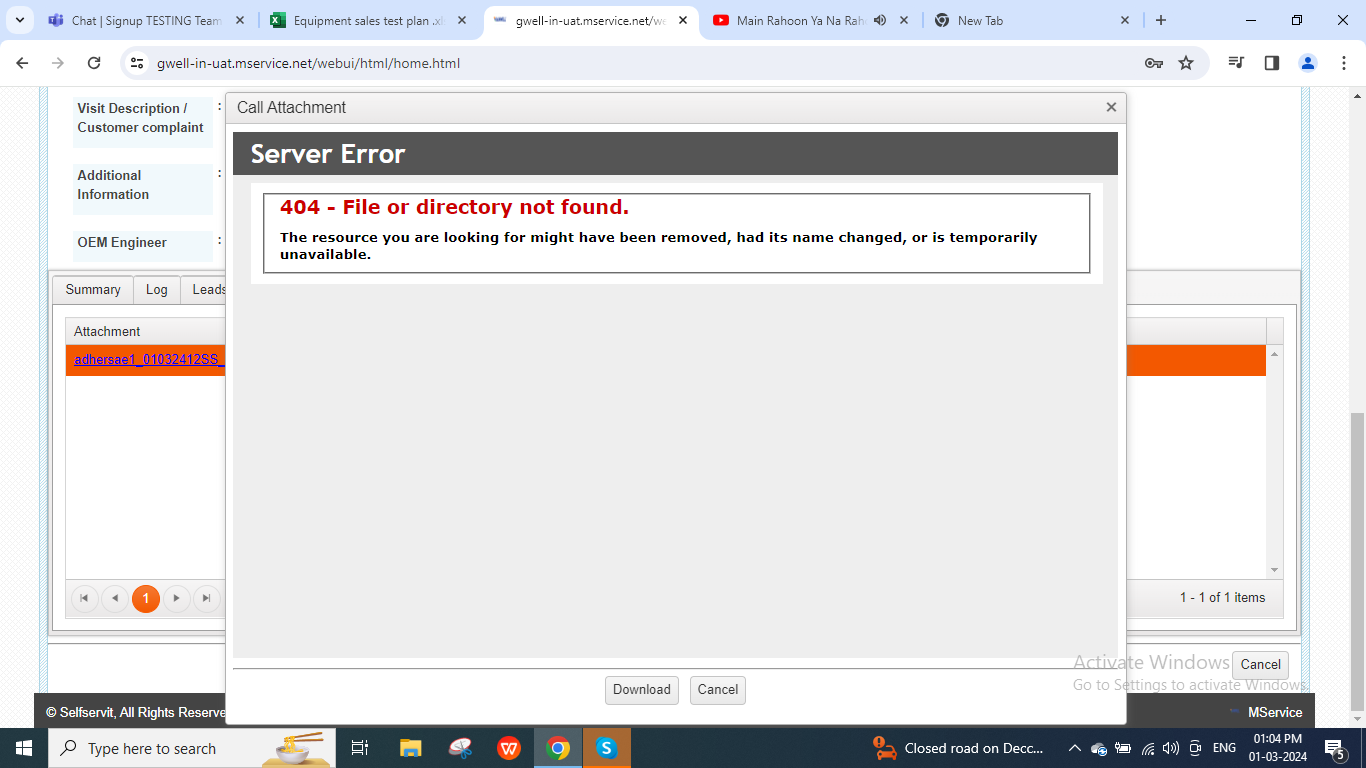 Chat | Signup TESTING Team
Equipment sales test plan .xl
gwell-in-uat.mservice.net/we
Main Rahoon Ya Na Rah
New Tab
gwell-in-uat.mservice.net/webui/html/home.html
Visit Description /
Customer complaint
:
Call Attachment
Server Error
404 - File or directory not found.
The resource you are looking for might have been removed, had its name changed, or is temporarily
unavailable.
Additional
Information
:
OEM Engineer
:
Summary
Log
Leads
Attachment
adhersae1_01032412SS_
1
1 - 1 of 1 items
Download
Cancel
Activate Windows
Go to Settings to activate Windows.
Cancel
© Selfservit, All Rights Reserve
MService
Type here to search
Closed road on Decc...
ENG
01:04 PM
01-03-2024
5